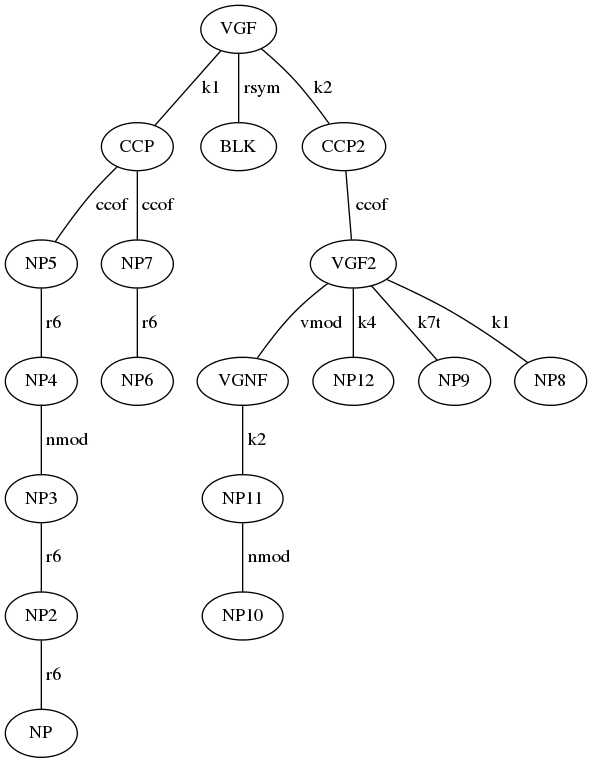 VGF
k1 rsym k2
CCP BLK CCP2
ccof ccof ccof
NP5 NP7 VGF2
r6 r6 vmod k4 k7t k1
NP4 NP6 VGNF NP12 NP9 NP8
nmod k2
NP3 NP11
r6 nmod
NP2 NP10
r6
NP